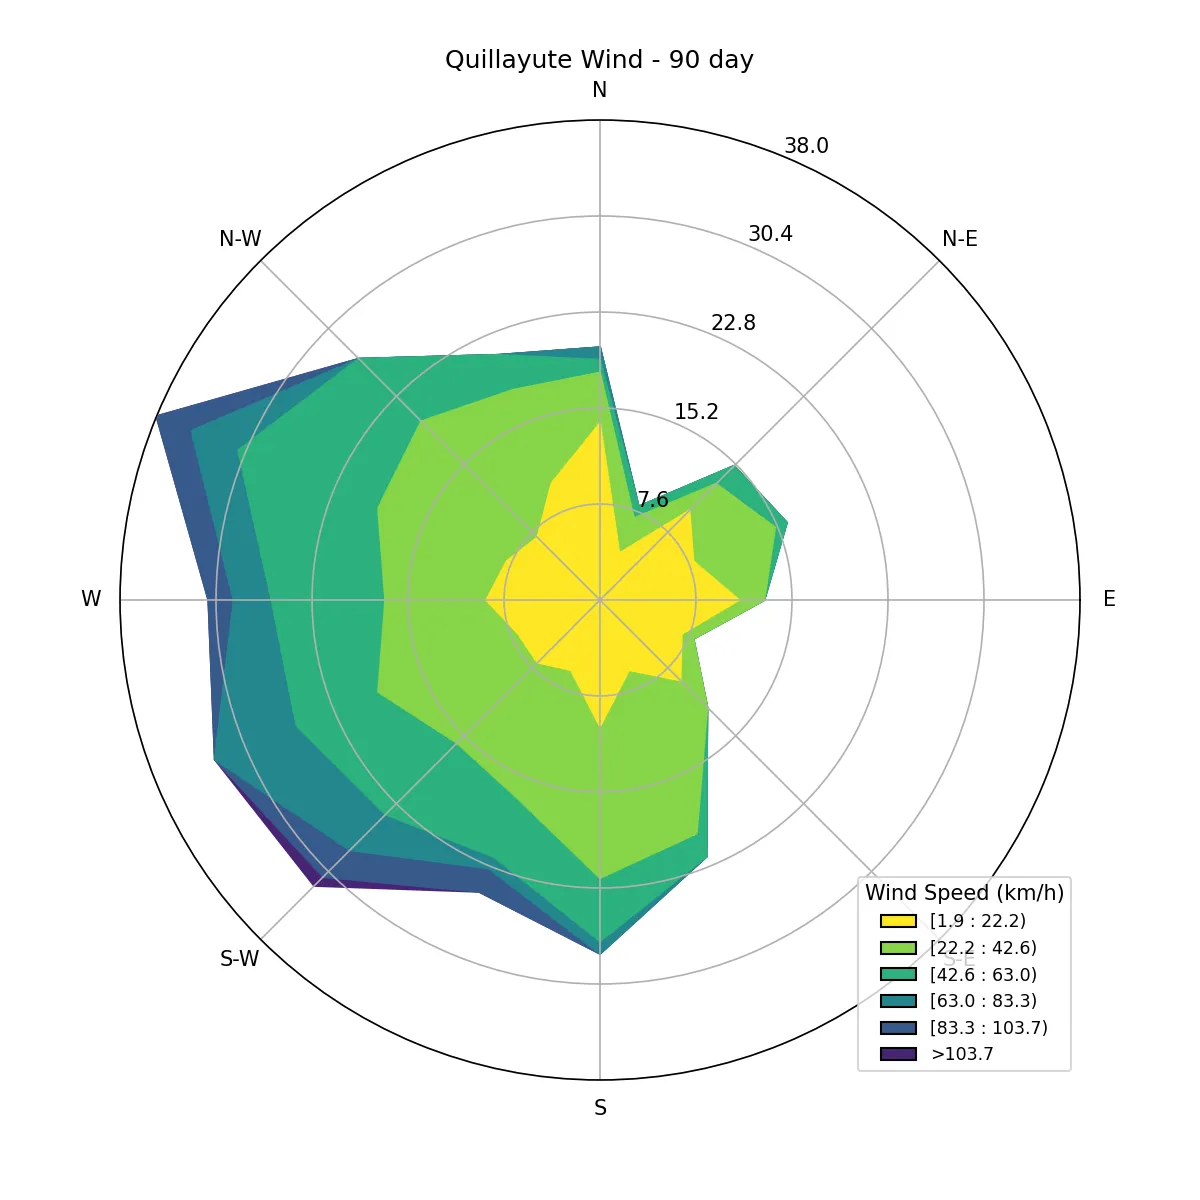 Quillayute Wind - 90 day
N
38.0
N-W
30.4
N-E
22.8
15.2
7.6
W
E
Wind Speed (km/h)
[1.9 : 22.2)
[22.2 : 42.6)
S-W
S-E
[42.6 : 63.0)
[63.0 : 83.3)
[83.3 : 103.7)
>103.7
S